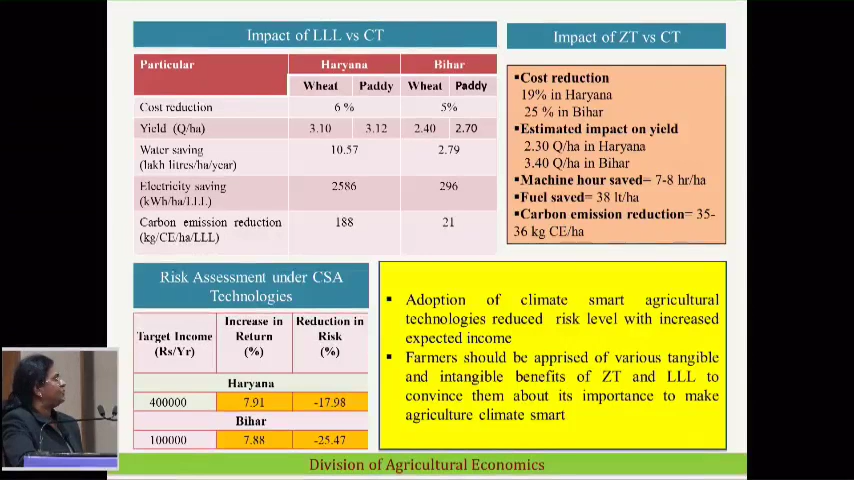 Impact of LLL vs CT
Particular Haryana Bihar
Wheat Paddy Wheat Paddy
Cost reduction 6 % 5%
Yield (Q/ha) 3.10 3.12 2.40 2.70
Water saving 10.57 2.79
(lakh litres/ha/year)
Electricity saving 2586 296
(kWh/ha/LLL)
Carbon emission reduction 188 21
(kg/CE/ha/LLL)
Impact of ZT vs CT
▪Cost reduction
19% in Haryana
25 % in Bihar
▪Estimated impact on yield
2.30 Q/ha in Haryana
3.40 Q/ha in Bihar
▪Machine hour saved= 7-8 hr/ha
▪Fuel saved= 38 lt/ha
▪Carbon emission reduction= 35-
36 kg CE/ha
Risk Assessment under CSA
Technologies
Target Income Increase in Reduction in
(Rs/Yr) Return Risk
(%) (%)
Haryana
400000 7.91 -17.98
Bihar
100000 7.88 -25.47
▪ Adoption of climate smart agricultural
technologies reduced risk level with increased
expected income
▪ Farmers should be apprised of various tangible
and intangible benefits of ZT and LLL to
convince them about its importance to make
agriculture climate smart
Division of Agricultural Economics